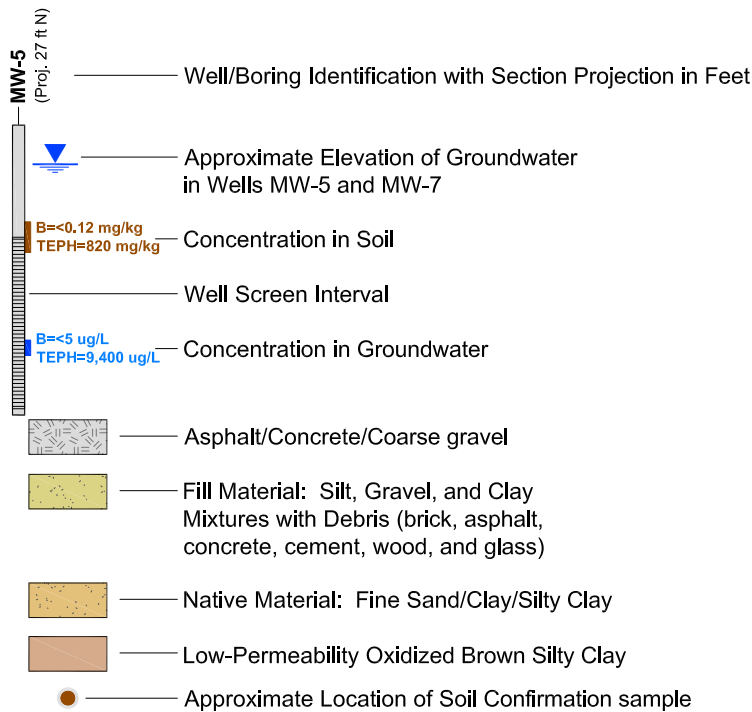 MW-5
(Proj. 27 ft N)
Well/Boring Identification with Section Projection in Feet
Approximate Elevation of Groundwater
in Wells MW-5 and MW-7
B=<0.12 mg/kg
TEPH=820 mg/kg
Concentration in Soil
Well Screen Interval
B=<5 ug/L
TEPH=9,400 ug/L
Concentration in Groundwater
Asphalt/Concrete/Coarse gravel
Fill Material: Silt, Gravel, and Clay
Mixtures with Debris (brick, asphalt,
concrete, cement, wood, and glass)
Native Material: Fine Sand/Clay/Silty Clay
Low-Permeability Oxidized Brown Silty Clay
Approximate Location of Soil Confirmation sample